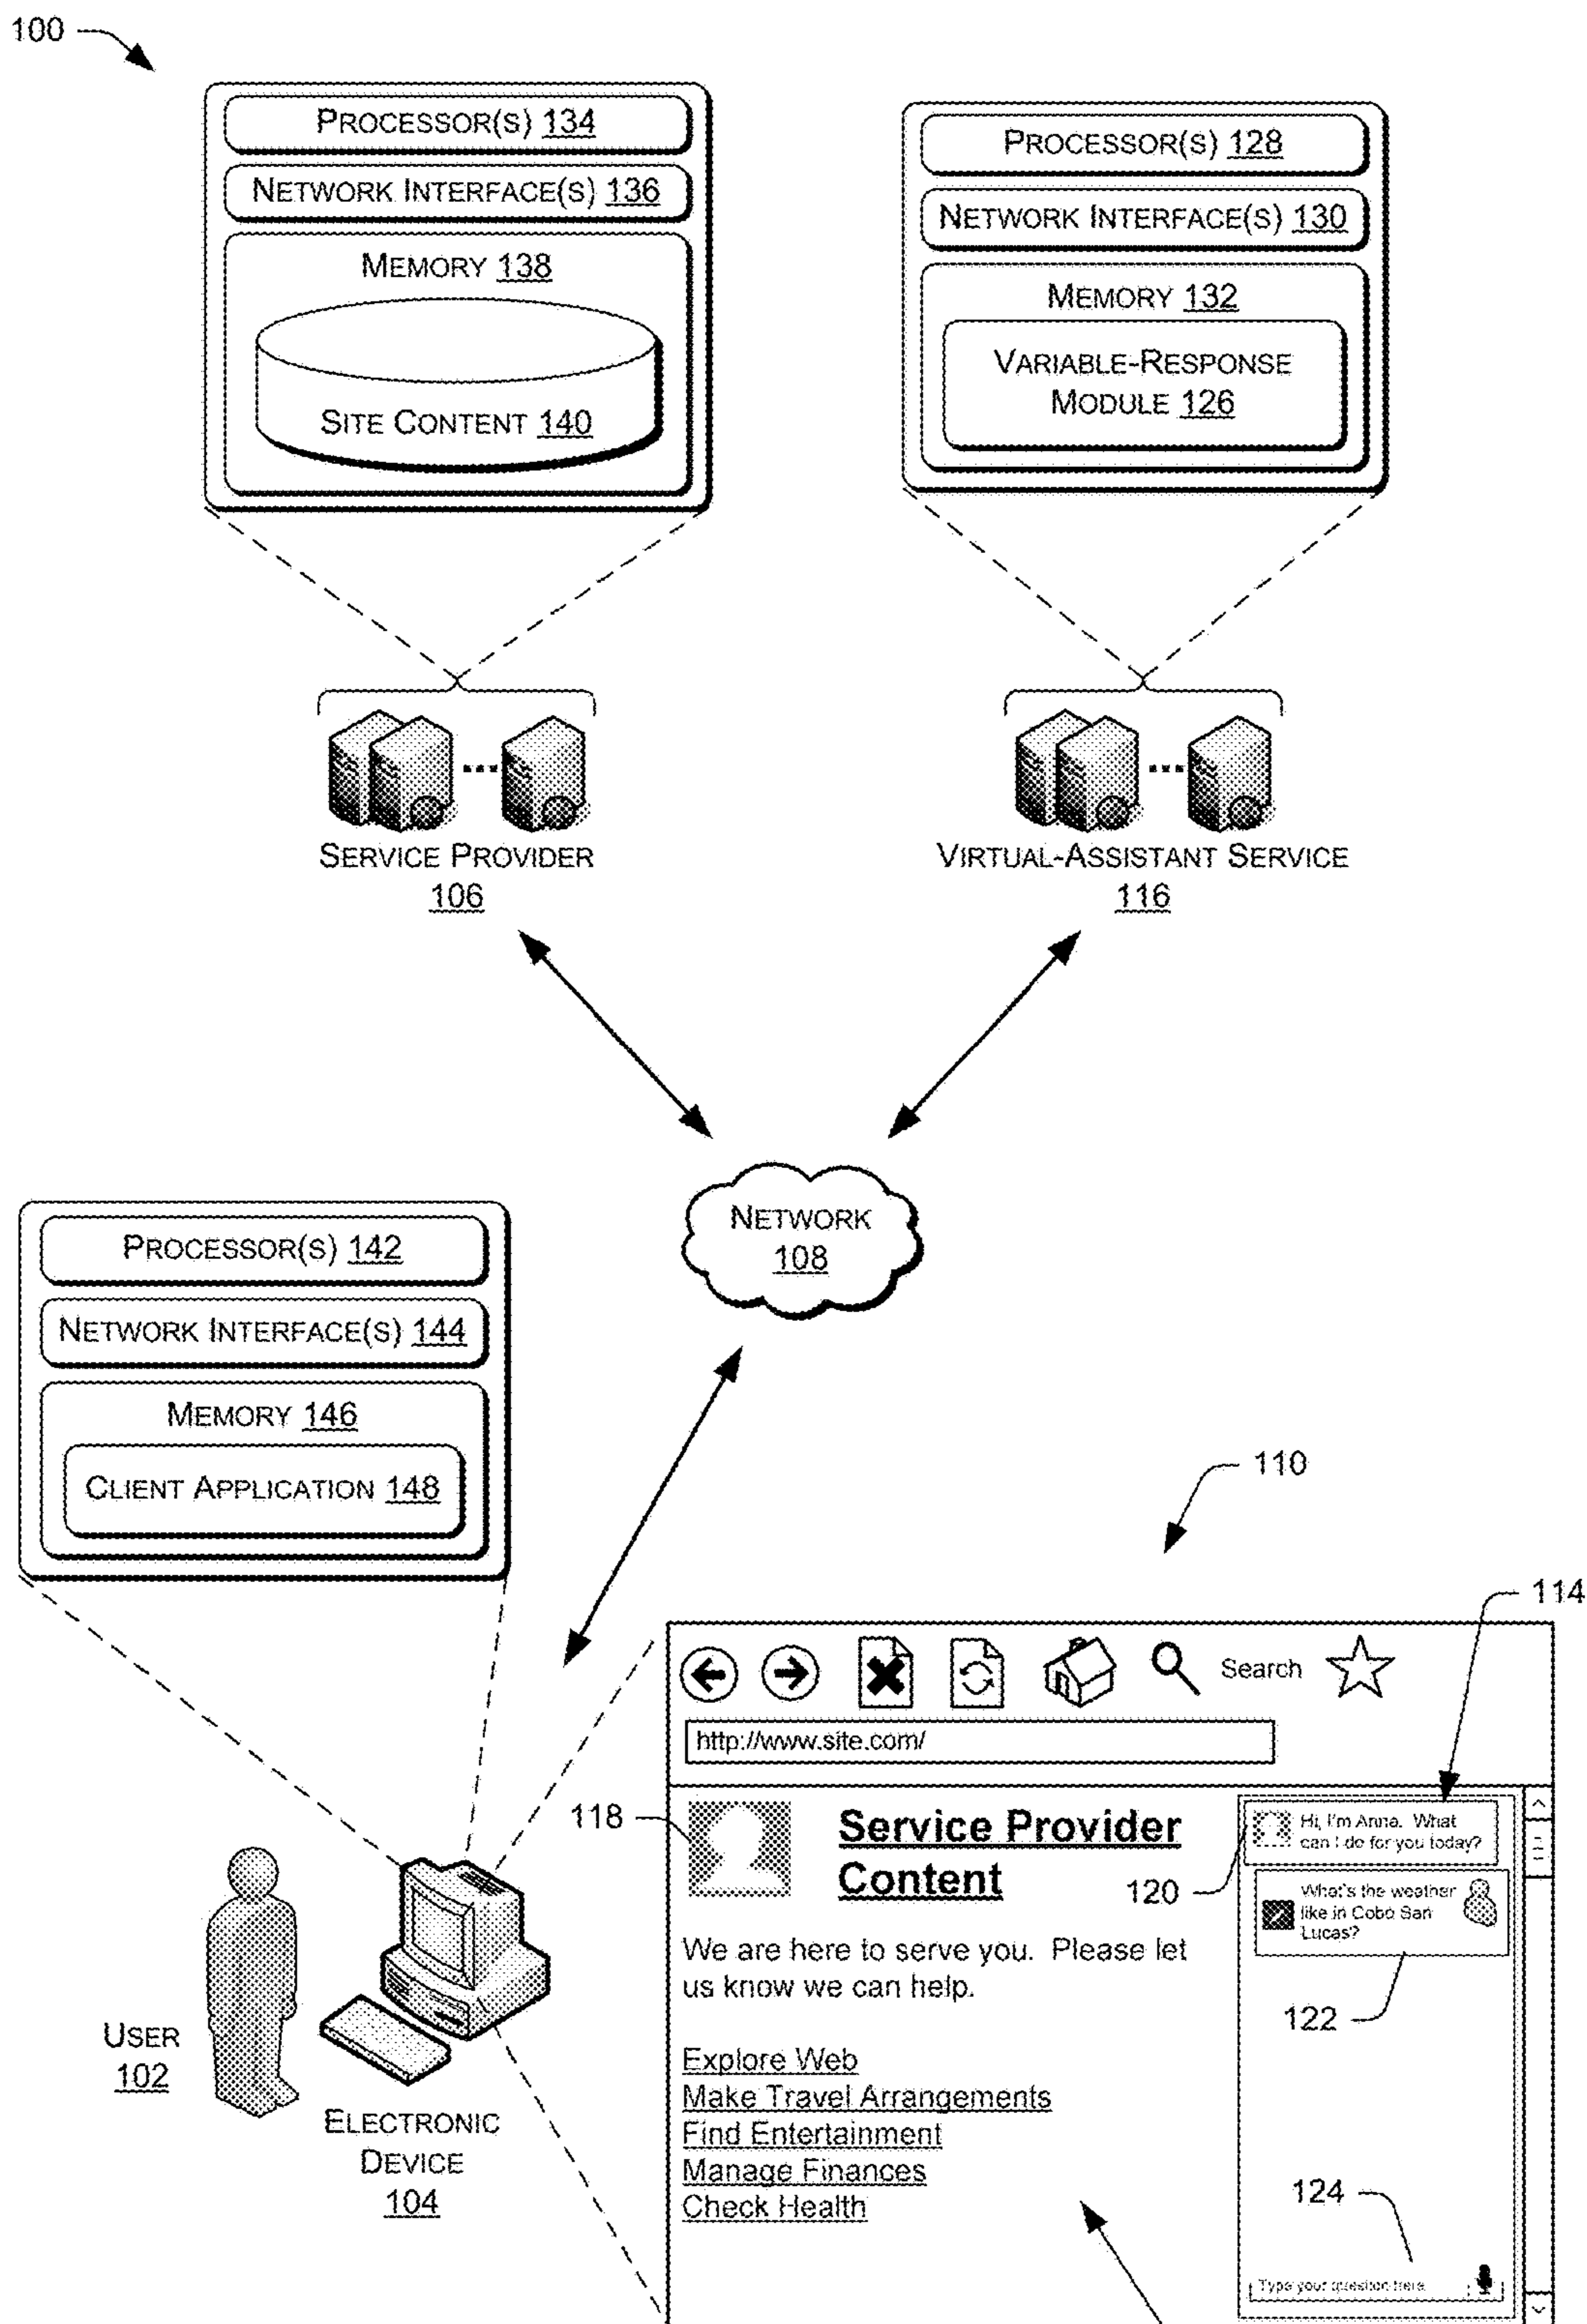 100
PROCESSOR(S) 134
NETWORK INTERFACE(S) 136
MEMORY 138
SITE CONTENT 140
PROCESSOR(S) 128
NETWORK INTERFACE(S) 130
MEMORY 132
VARIABLE-RESPONSE
MODULE 126
SERVICE PROVIDER
106
VIRTUAL-ASSISTANT SERVICE
116
NETWORK
108
PROCESSOR(S) 142
NETWORK INTERFACE(S) 144
MEMORY 146
CLIENT APPLICATION 148
110
114
Search
http://www.site.com/
118
Service Provider
Content
120
Hi, I'm Anna. What
can I do for you today?
What's the weather
like in Cobo San
Lucas?
122
We are here to serve you. Please let
us know we can help.
Explore Web
Make Travel Arrangements
Find Entertainment
Manage Finances
Check Health
124
Type your question here
USER
102
ELECTRONIC
DEVICE
104